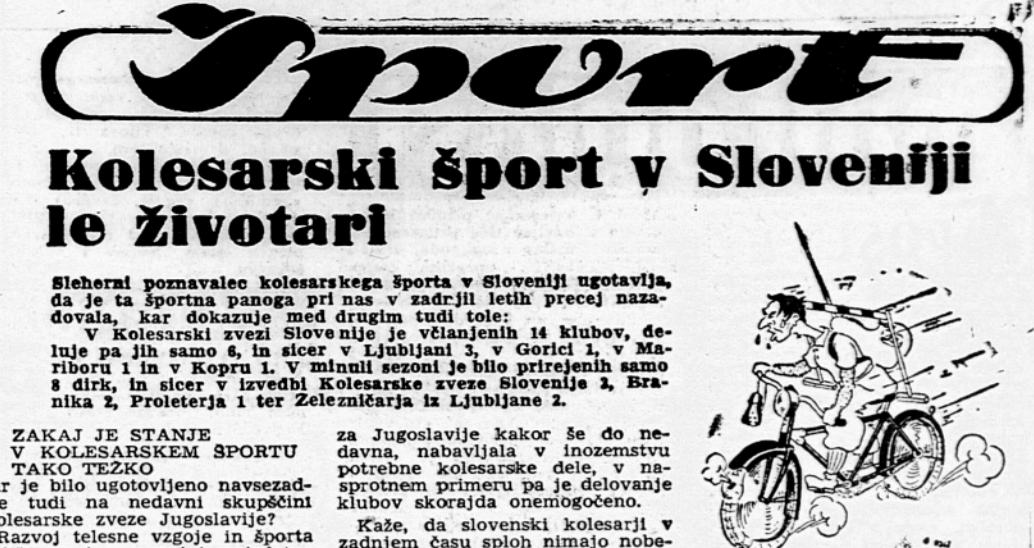 Šport
Kolesarski šport v Sloveniji
le životari
Sleherni poznavalec kolesarskega športa v Sloveniji ugotavlja,
da je ta športna panoga pri nas v zadrjil letih precej naza-
dovala, kar dokazuje med drugim tudi tole:
V Kolesarski zvezi Slovenije je včlanjenih 14 klubov, de-
luje pa jih samo 6, in sicer v Ljubljani 3, v Gorici 1, v Ma-
riboru 1 in v Kopru 1. V minuli sezoni je bilo prirejenih samo
8 dirk, in sicer v izvedbi Kolesarske zveze Slovenije 3, Bra-
nika 2, Proleterja 1 ter Železničarja iz Ljubljane 2.
ZAKAJ JE STANJE
V KOLESARSKEM ŠPORTU
TAKO TEŽKO
r je bilo ugotovljeno navsezad-
e tudi na nedavni skupščini
olesarske zveze Jugoslavije?
Razvoj telesne vzgoje in športa
za Jugoslavije kakor še do ne-
davna, nabavljala v inozemstvu
potrebne kolesarske dele, v na-
sprotnem primeru pa je delovanje
klubov skorajda onemogočeno.
Kaže, da slovenski kolesarji v
zadnjem času sploh nimajo nobe-